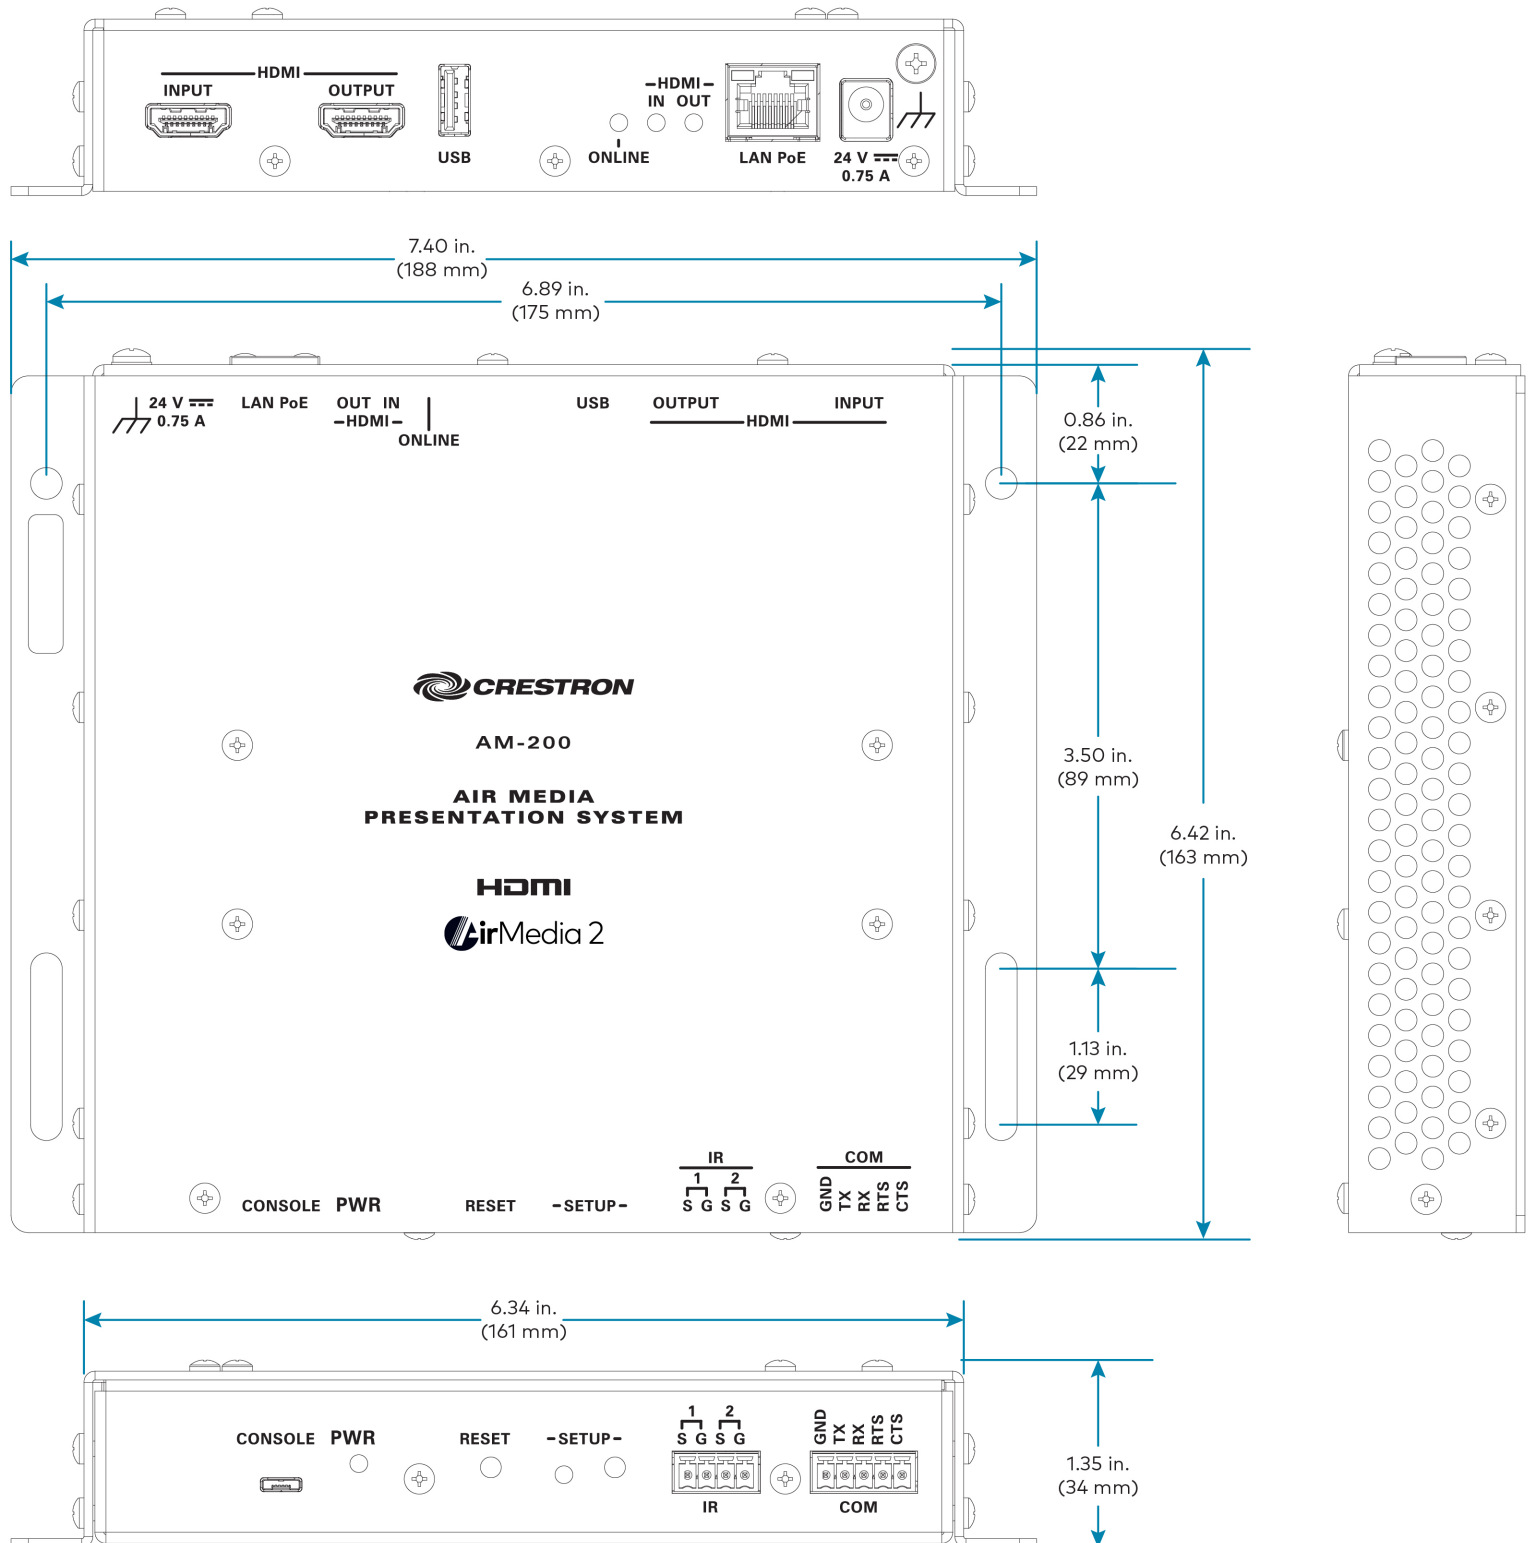 HDMI
INPUT OUTPUT
USB
HDMI
IN OUT
ONLINE
LAN PoE
24 V
0.75 A
7.40 in.
(188 mm)
6.89 in.
(175 mm)
24 V
0.75 A
LAN PoE
OUT IN
HDMI
ONLINE
USB
OUTPUT INPUT
HDMI
0.86 in.
(22 mm)
CRESTRON
AM-200
AIR MEDIA
PRESENTATION SYSTEM
HDMI
AirMedia 2
3.50 in.
(89 mm)
6.42 in.
(163 mm)
1.13 in.
(29 mm)
CONSOLE PWR
RESET
-SETUP-
IR
1 2
S G S G
COM
GND
TX
RX
RTS
CTS
6.34 in.
(161 mm)
CONSOLE PWR
RESET
-SETUP-
1 2
S G S G
IR
GND
TX
RX
RTS
CTS
COM
1.35 in.
(34 mm)